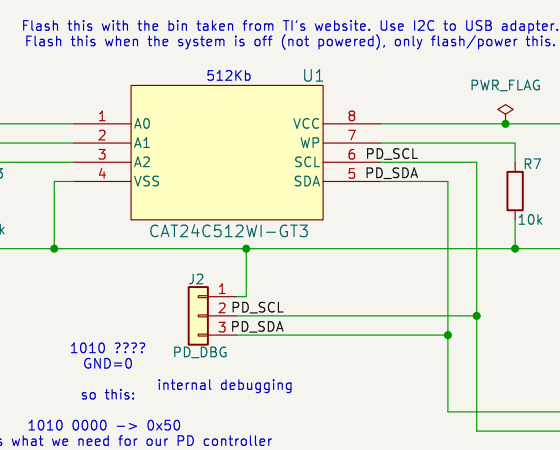 Flash this with the bin taken from TI's website. Use I2C to USB adapter.
Flash this when the system is off (not powered), only flash/power this.
512Kb U1
PWR_FLAG
1 A0 VCC 8
2 A1 WP 7
3 A2 SCL 6 PD_SCL
4 VSS SDA 5 PD_SDA
R7
10k
CAT24C512WI-GT3
J2
1
2 PD_SCL
3 PD_SDA
PD_DBG
1010 ????
GND=0
internal debugging
so this:
1010 0000 -> 0x50
s what we need for our PD controller